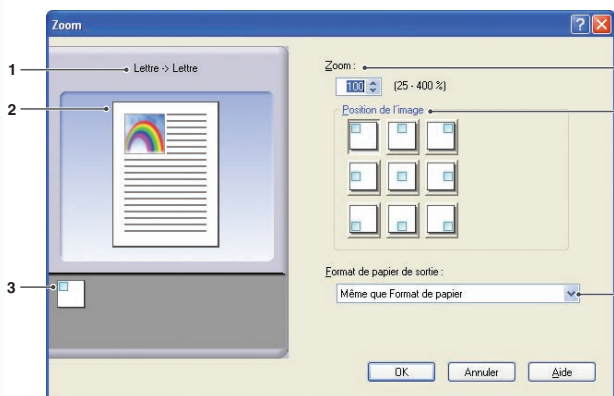 Zoom
1
Lettre -> Lettre
2
3
Zoom :
100
(25 - 400 %)
Position de l'image
Format de papier de sortie :
Même que Format de papier
OK
Annuler
Aide